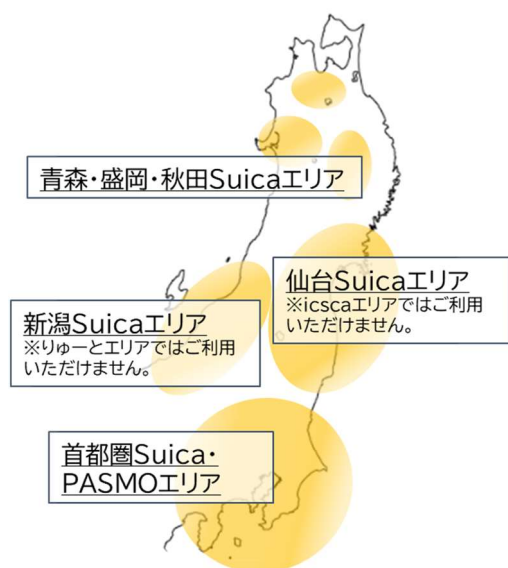 青森・盛岡・秋田Suicaエリア
仙台Suicaエリア
※icscaエリアではご利用
いただけません。
新潟Suicaエリア
※りゅーとエリアではご利用
いただけません。
首都圏Suica・
PASMOエリア